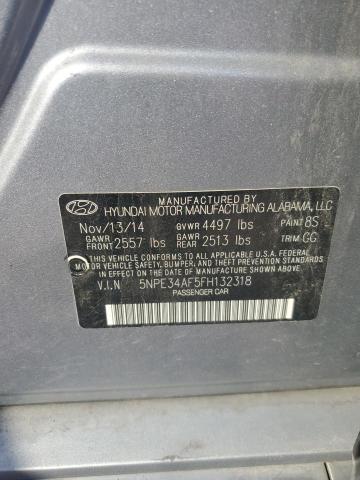 MANUFACTURED BY
HYUNDAI MOTOR MANUFACTURING ALABAMA, LLC
Nov/13/14 GVWR 4497 lbs PAINT 8S
GAWR FRONT 2557 lbs GAWR REAR 2513 lbs TRIM GG
THIS VEHICLE CONFORMS TO ALL APPLICABLE U.S. FEDERAL
MOTOR VEHICLE SAFETY, BUMPER, AND THEFT PREVENTION STANDARDS
IN EFFECT ON THE DATE OF MANUFACTURE SHOWN ABOVE.
V.I.N 5NPE34AF5FH132318
PASSENGER CAR